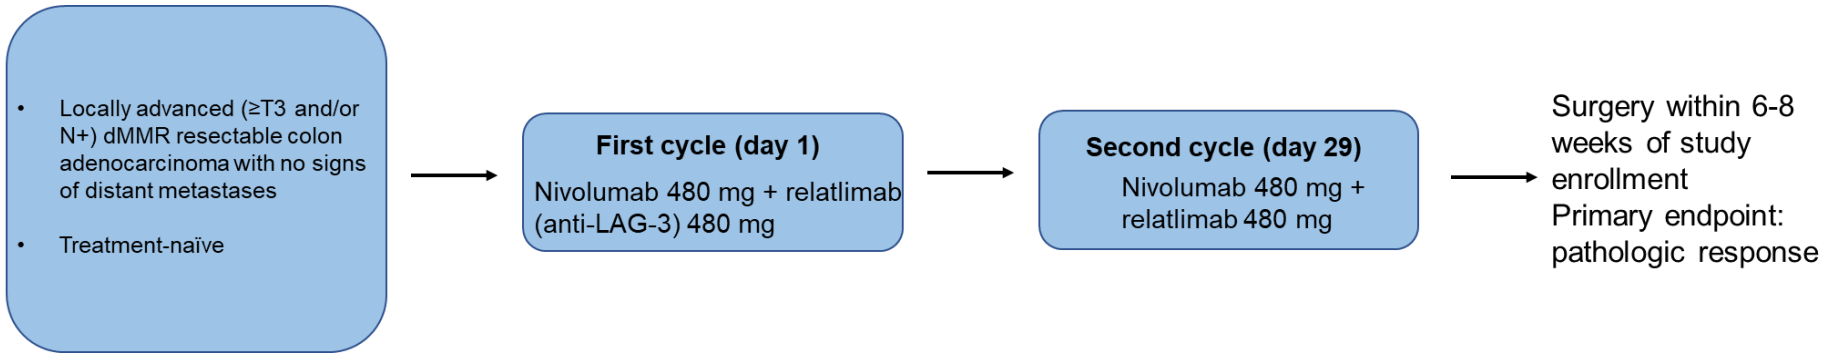 • Locally advanced (≥T3 and/or
N+) dMMR resectable colon
adenocarcinoma with no signs
of distant metastases
• Treatment-naïve
First cycle (day 1)
Nivolumab 480 mg + relatlimab
(anti-LAG-3) 480 mg
Second cycle (day 29)
Nivolumab 480 mg +
relatlimab 480 mg
Surgery within 6-8
weeks of study
enrollment
Primary endpoint:
pathologic response